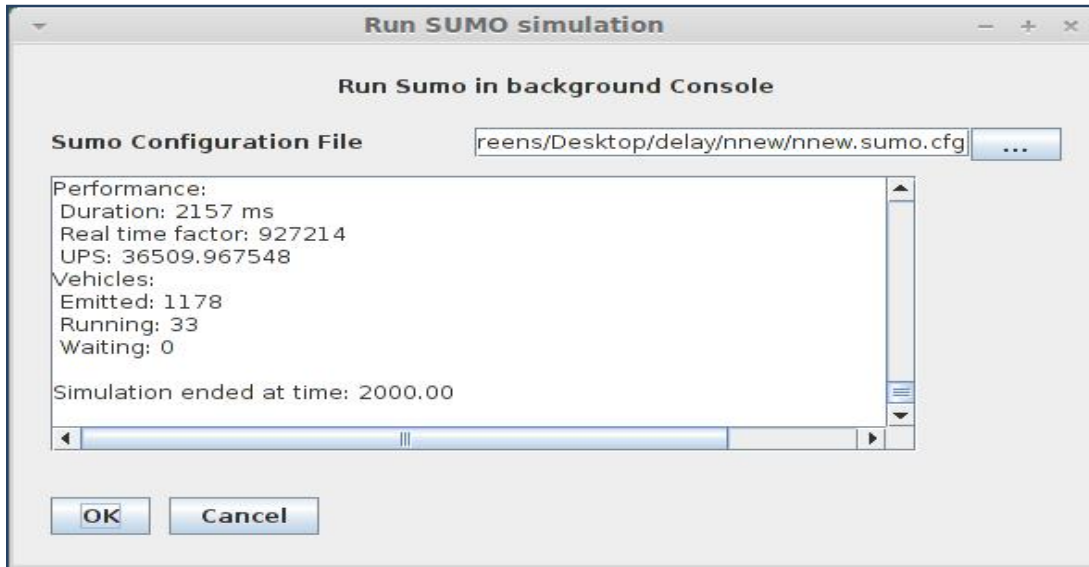 Run SUMO simulation
Run Sumo in background Console
Sumo Configuration File reens/Desktop/delay/nnew/nnew.sumo.cfg ...
Performance:
Duration: 2157 ms
Real time factor: 927214
UPS: 36509.967548
Vehicles:
Emitted: 1178
Running: 33
Waiting: 0
Simulation ended at time: 2000.00
OK Cancel